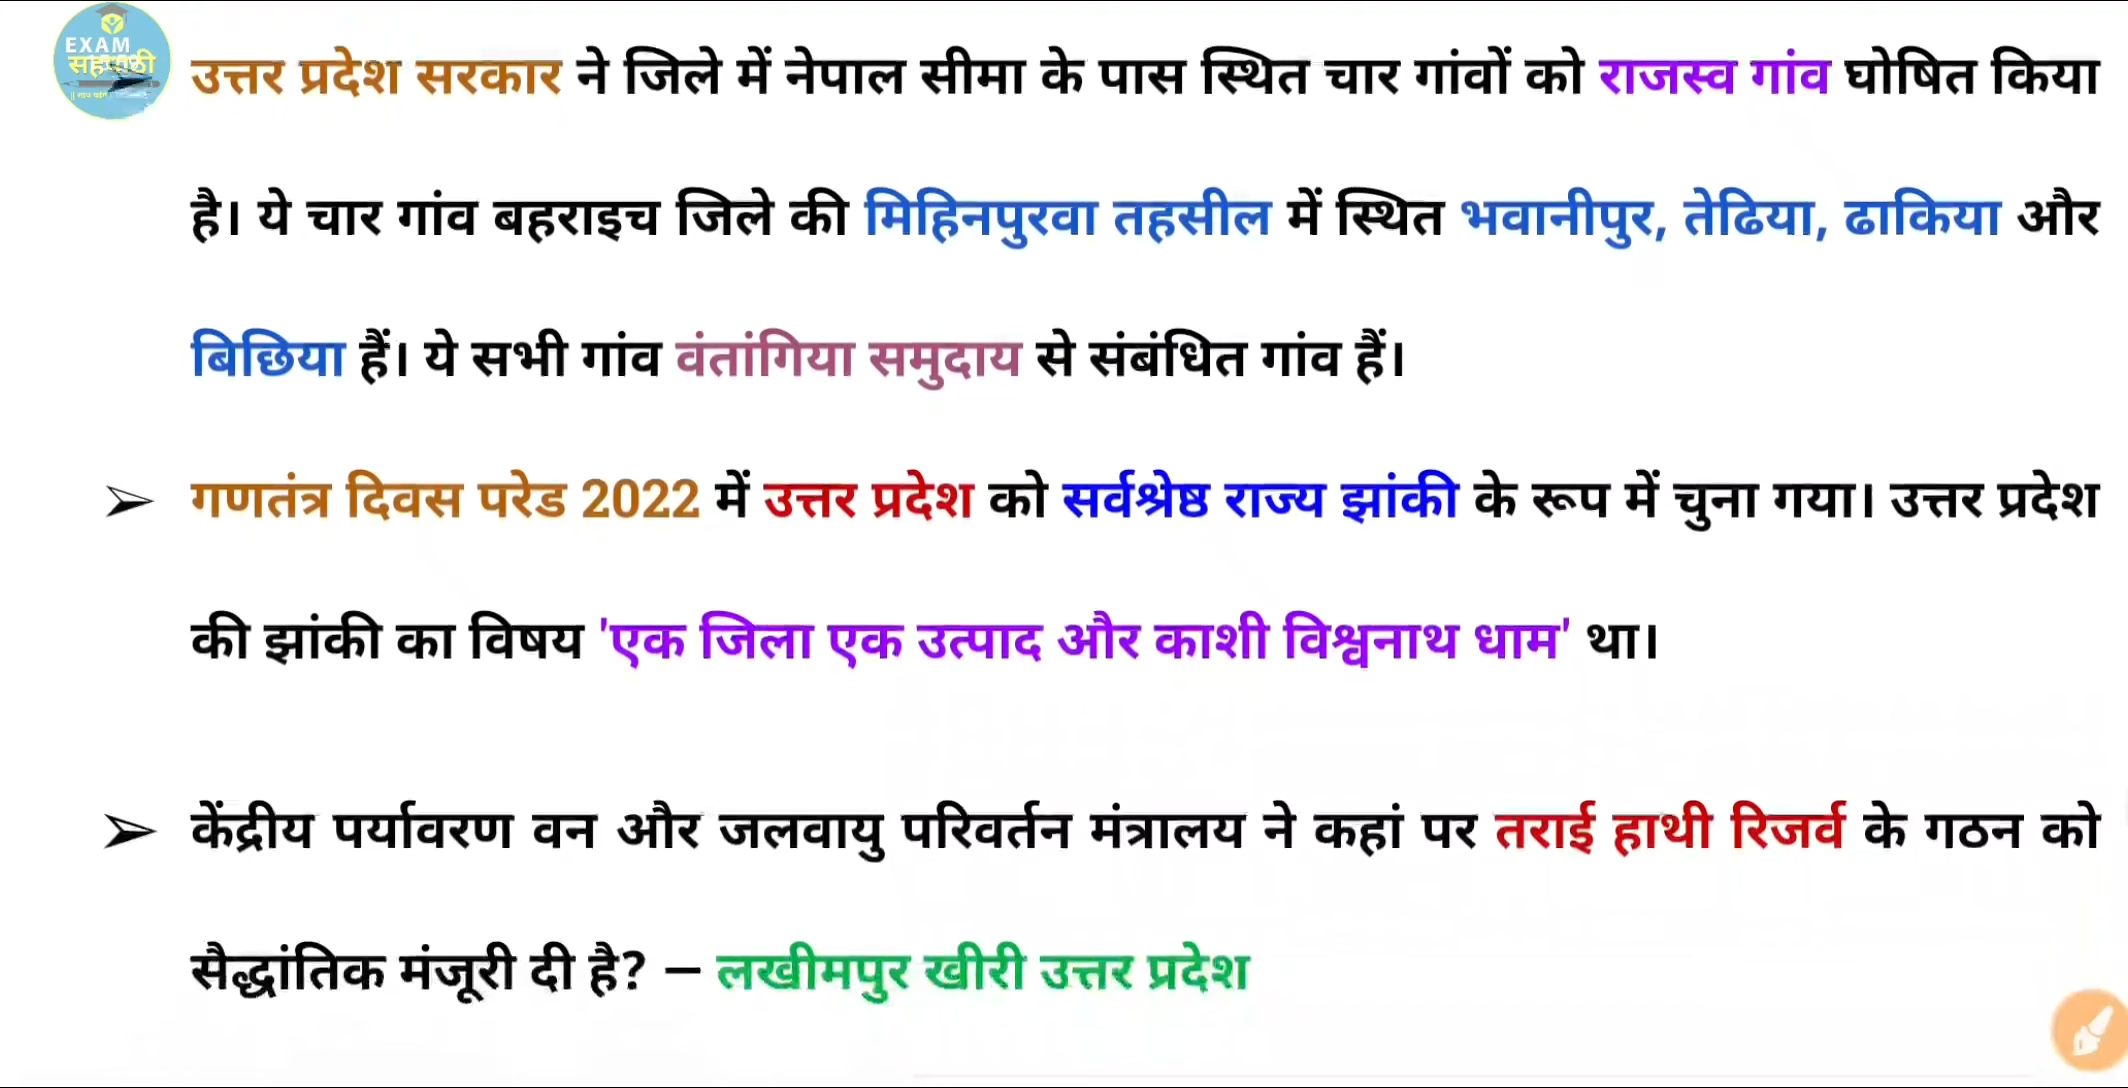 EXAM
सहपाठी
उत्तर प्रदेश सरकार ने जिले में नेपाल सीमा के पास स्थित चार गांवों को राजस्व गांव घोषित किया
है। ये चार गांव बहराइच जिले की मिहिनपुरवा तहसील में स्थित भवानीपुर, तेढिया, ढाकिया और
बिछिया हैं। ये सभी गांव वंतांगिया समुदाय से संबंधित गांव हैं।
➢ गणतंत्र दिवस परेड 2022 में उत्तर प्रदेश को सर्वश्रेष्ठ राज्य झांकी के रूप में चुना गया। उत्तर प्रदेश
की झांकी का विषय 'एक जिला एक उत्पाद और काशी विश्वनाथ धाम' था।
➢ केंद्रीय पर्यावरण वन और जलवायु परिवर्तन मंत्रालय ने कहां पर तराई हाथी रिजर्व के गठन को
सैद्धांतिक मंजूरी दी है? – लखीमपुर खीरी उत्तर प्रदेश